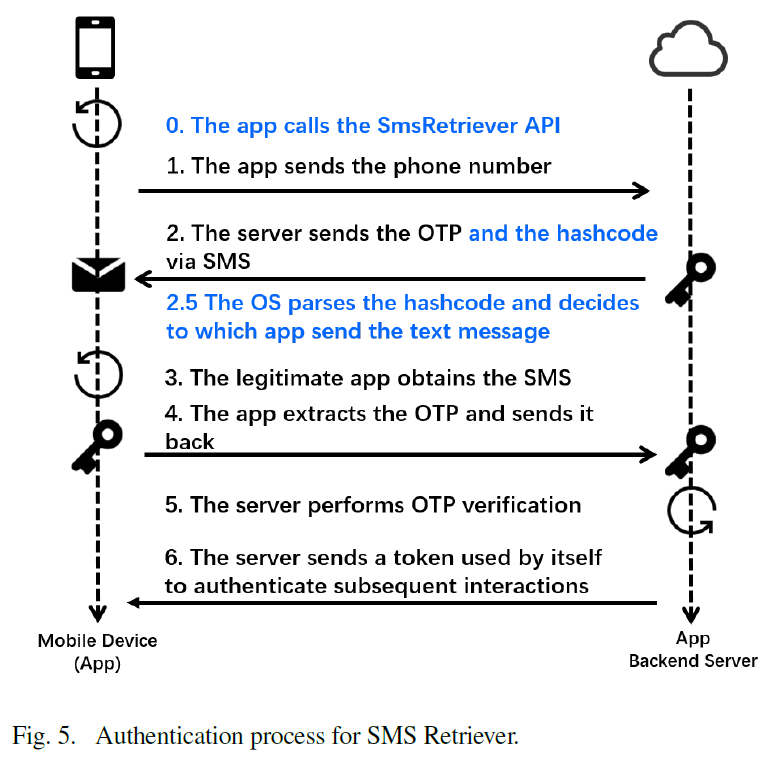 0. The app calls the SmsRetriever API
1. The app sends the phone number
2. The server sends the OTP and the hashcode
via SMS
2.5 The OS parses the hashcode and decides
to which app send the text message
3. The legitimate app obtains the SMS
4. The app extracts the OTP and sends it
back
5. The server performs OTP verification
6. The server sends a token used by itself
to authenticate subsequent interactions
Mobile Device
(App)
App
Backend Server
Fig. 5. Authentication process for SMS Retriever.